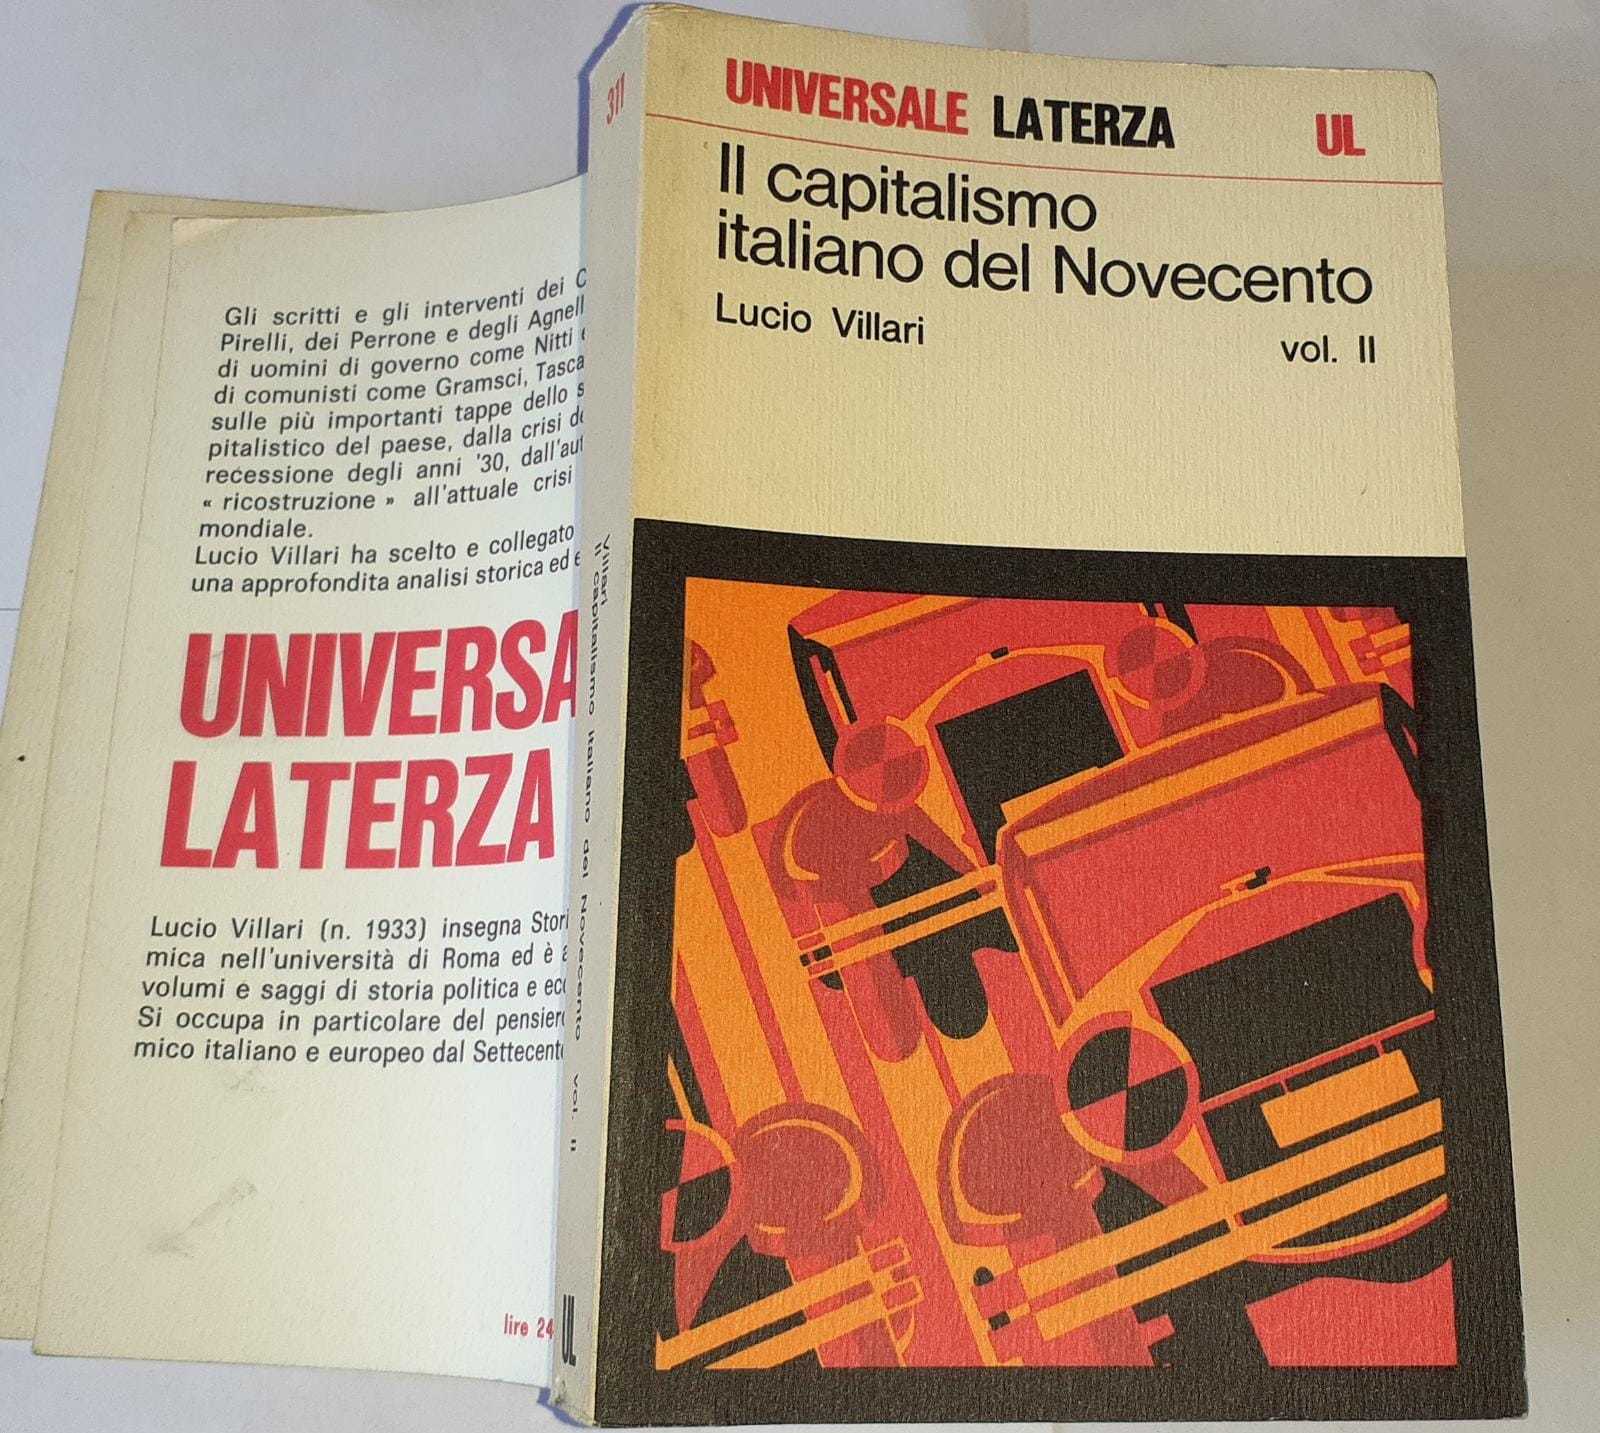 Gli scritti e gli interventi dei
Pirelli, dei Perrone e degli Agnell
di uomini di governo come Nitti
di comunisti come Gramsci, Tasca
sulle più importanti tappe dello s
pitalistico del paese, dalla crisi de
recessione degli anni '30, dall'aut
« ricostruzione » all'attuale crisi
mondiale.
Lucio Villari ha scelto e collegato
una approfondita analisi storica ed e
UNIVERSA
LATERZA
Lucio Villari (n. 1933) insegna Stori
mica nell'università di Roma ed è a
volumi e saggi di storia politica e eco
Si occupa in particolare del pensiero
mico italiano e europeo dal Settecento
lire 24
311
Villari
Il capitalismo italiano del Novecento vol. II
UL
UNIVERSALE LATERZA UL
Il capitalismo
italiano del Novecento
Lucio Villari
vol. II